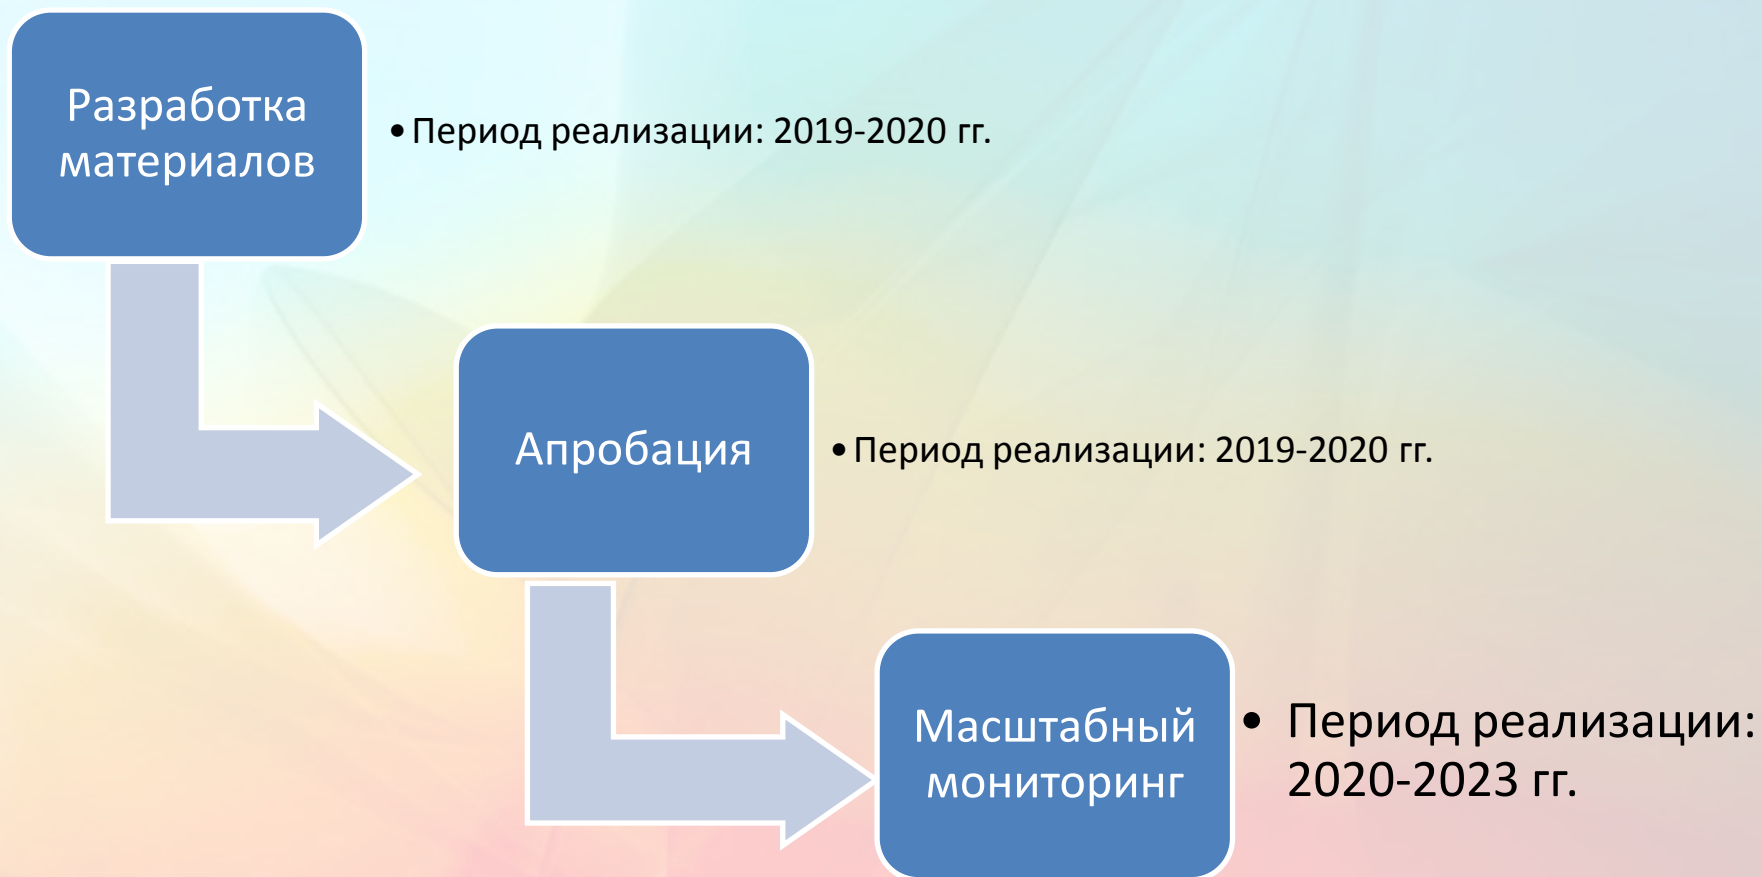 Разработка
материалов
• Период реализации: 2019-2020 гг.
Апробация
• Период реализации: 2019-2020 гг.
Масштабный
мониторинг
• Период реализации:
2020-2023 гг.